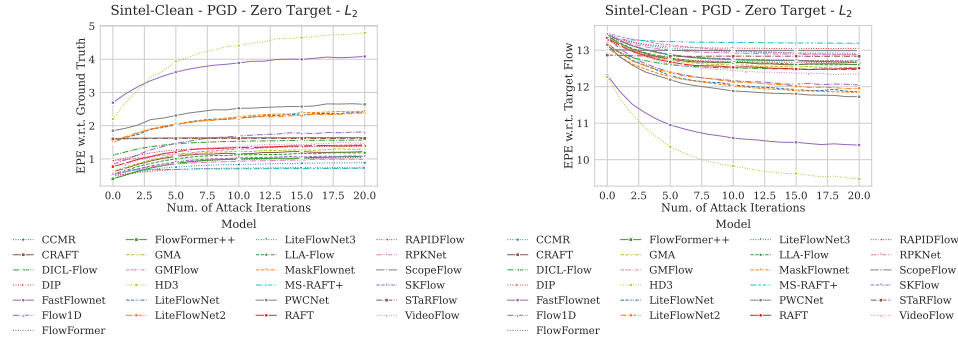 Sintel-Clean - PGD - Zero Target - L₂
EPE w.r.t. Ground Truth
5
4
3
2
1
0.0 2.5 5.0 7.5 10.0 12.5 15.0 17.5 20.0
Num. of Attack Iterations
Model
CCMR FlowFormer++ LiteFlowNet3 RAPIDFlow
CRAFT GMA LLA-Flow RPKNet
DICL-Flow GMFlow MaskFlownet ScopeFlow
DIP HD3 MS-RAFT+ SKFlow
FastFlownet LiteFlowNet PWCNet STaRFlow
Flow1D LiteFlowNet2 RAFT VideoFlow
FlowFormer
Sintel-Clean - PGD - Zero Target - L₂
EPE w.r.t. Target Flow
13
12
11
10
0.0 2.5 5.0 7.5 10.0 12.5 15.0 17.5 20.0
Num. of Attack Iterations
Model
CCMR FlowFormer++ LiteFlowNet3 RAPIDFlow
CRAFT GMA LLA-Flow RPKNet
DICL-Flow GMFlow MaskFlownet ScopeFlow
DIP HD3 MS-RAFT+ SKFlow
FastFlownet LiteFlowNet PWCNet STaRFlow
Flow1D LiteFlowNet2 RAFT VideoFlow
FlowFormer